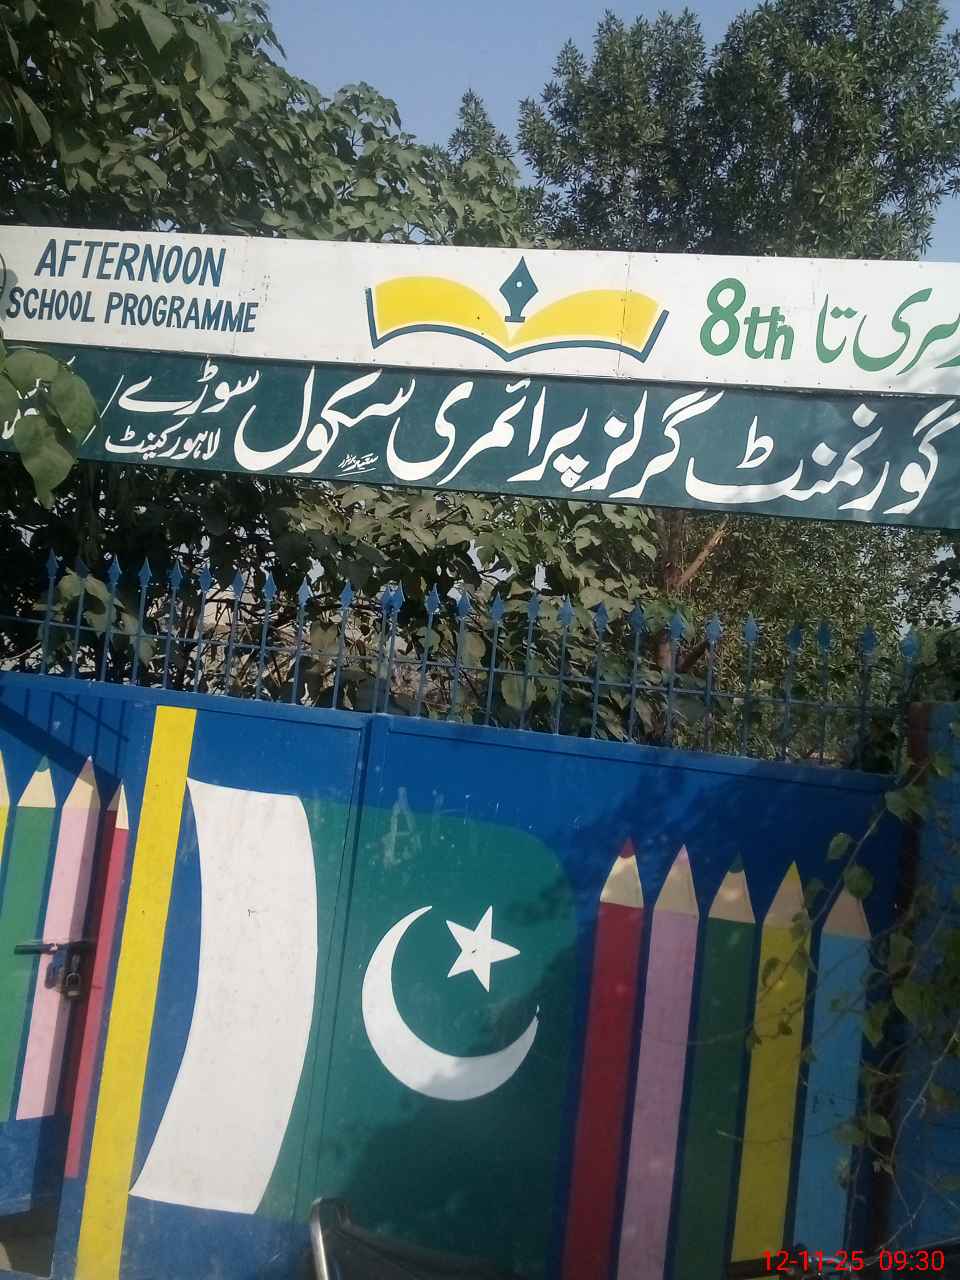 AFTERNOON
SCHOOL PROGRAMME
تا 8th
گورنمنٹ گرلز پرائمری سکول سوڑے
لاہور کینٹ
12-11-25 09:30